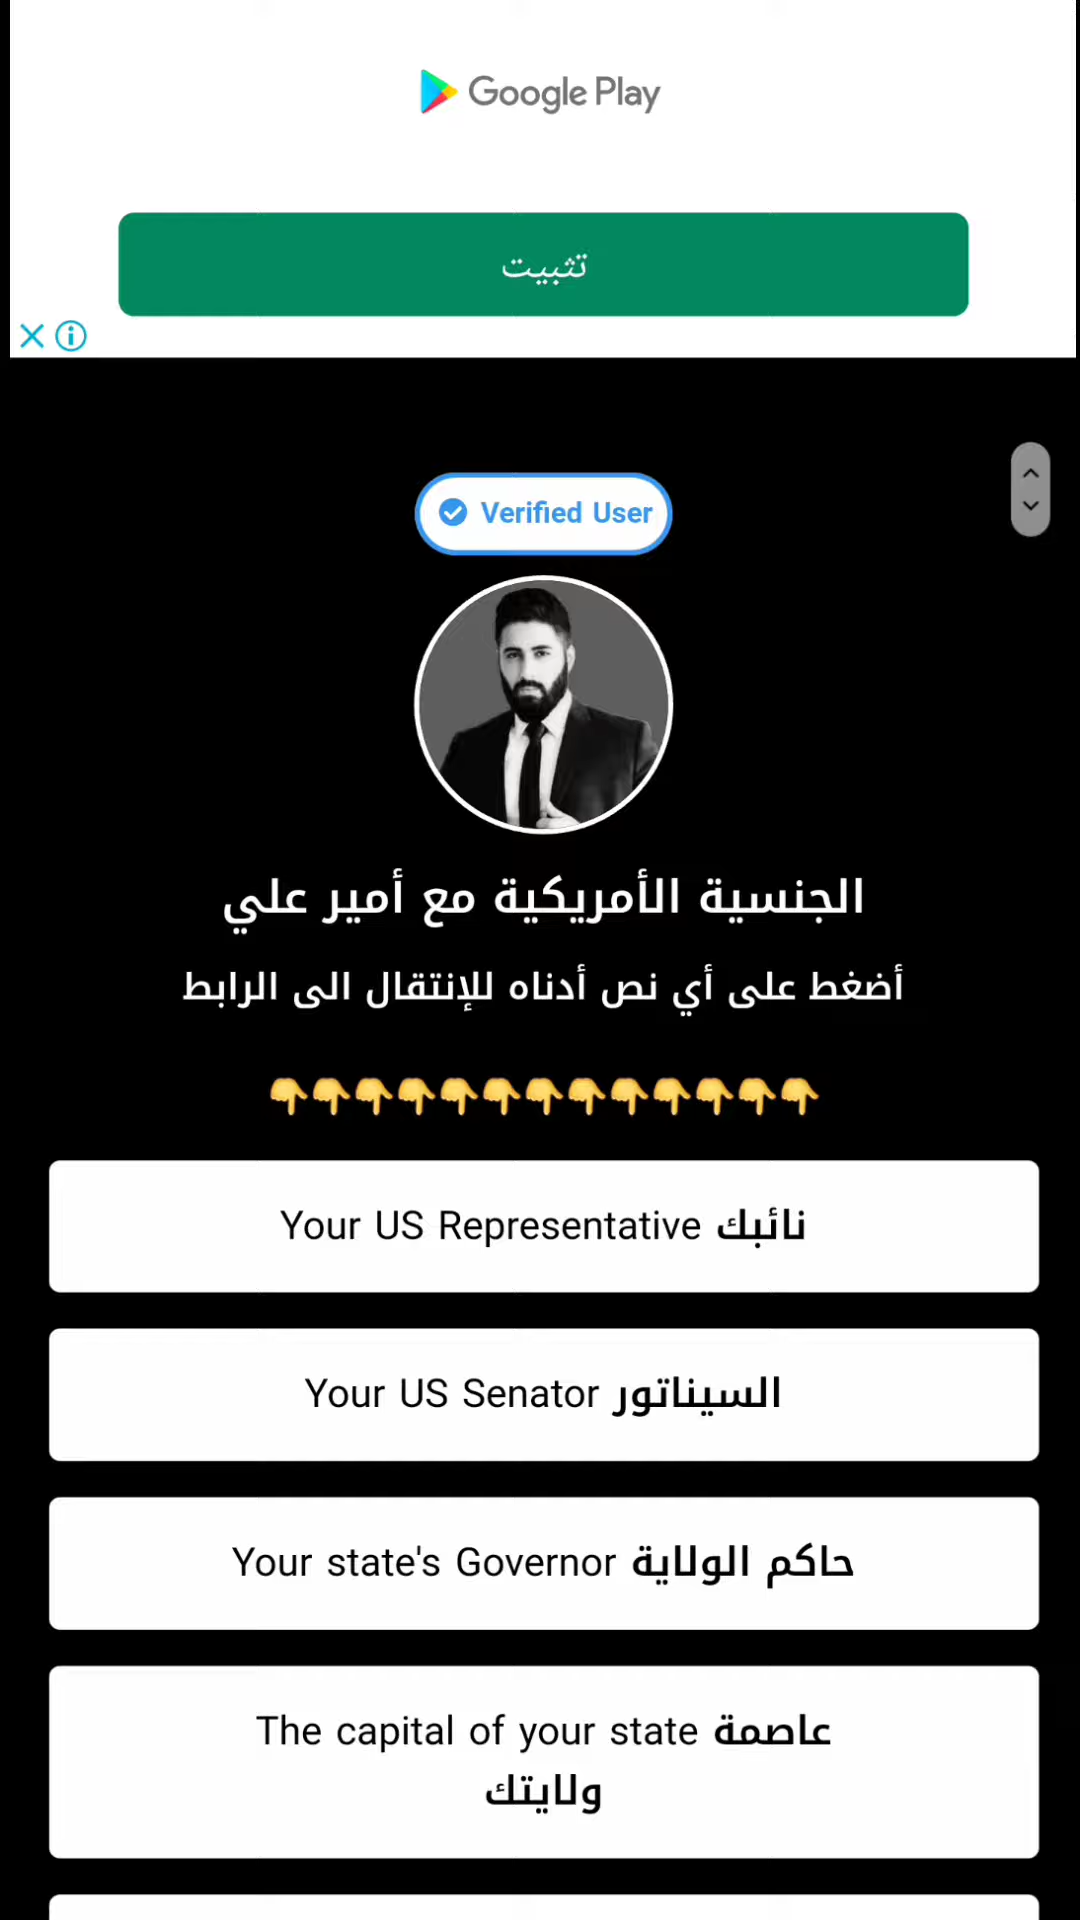 Google Play
تثبيت
Verified User
الجنسية الأمريكية مع أمير علي
أضغط على أي نص أدناه للإنتقال الى الرابط
👇👇👇👇👇👇👇👇👇👇👇👇👇
Your US Representative نائبك
Your US Senator السيناتور
Your state's Governor حاكم الولاية
The capital of your state عاصمة
ولايتك